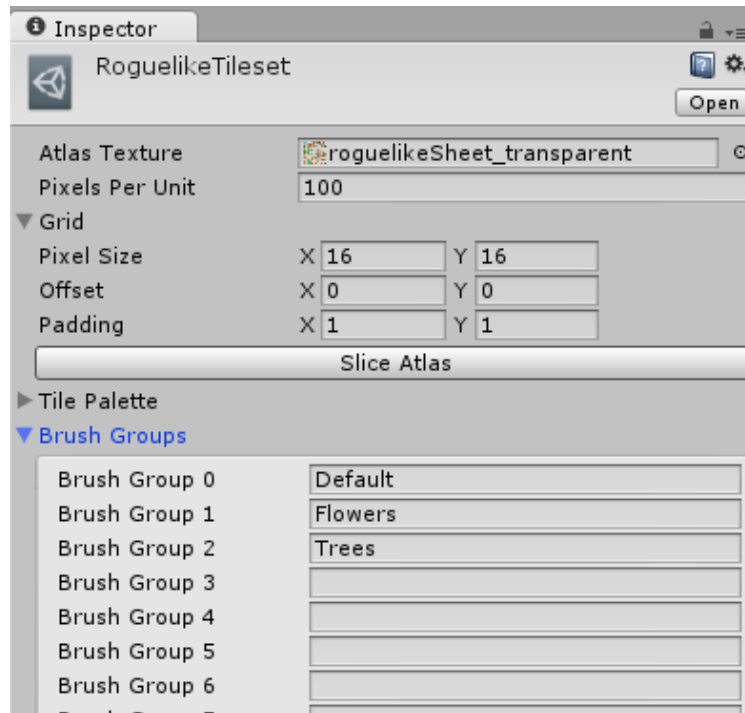 Inspector
RoguelikeTileset
Open
Atlas Texture roguelikeSheet_transparent
Pixels Per Unit 100
Grid
Pixel Size X 16 Y 16
Offset X 0 Y 0
Padding X 1 Y 1
Slice Atlas
Tile Palette
Brush Groups
Brush Group 0 Default
Brush Group 1 Flowers
Brush Group 2 Trees
Brush Group 3
Brush Group 4
Brush Group 5
Brush Group 6